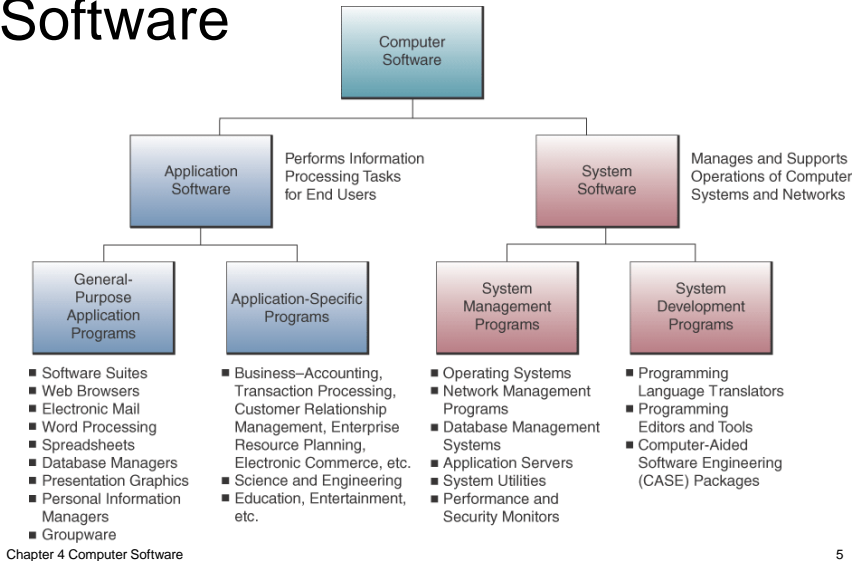 Software
Computer
Software
Application
Software
Performs Information
Processing Tasks
for End Users
System
Software
Manages and Supports
Operations of Computer
Systems and Networks
General-
Purpose
Application
Programs
Application-Specific
Programs
System
Management
Programs
System
Development
Programs
■ Software Suites
■ Web Browsers
■ Electronic Mail
■ Word Processing
■ Spreadsheets
■ Database Managers
■ Presentation Graphics
■ Personal Information
Managers
■ Groupware
■ Business–Accounting,
Transaction Processing,
Customer Relationship
Management, Enterprise
Resource Planning,
Electronic Commerce, etc.
■ Science and Engineering
■ Education, Entertainment,
etc.
■ Operating Systems
■ Network Management
Programs
■ Database Management
Systems
■ Application Servers
■ System Utilities
■ Performance and
Security Monitors
■ Programming
Language Translators
■ Programming
Editors and Tools
■ Computer-Aided
Software Engineering
(CASE) Packages
Chapter 4 Computer Software
5